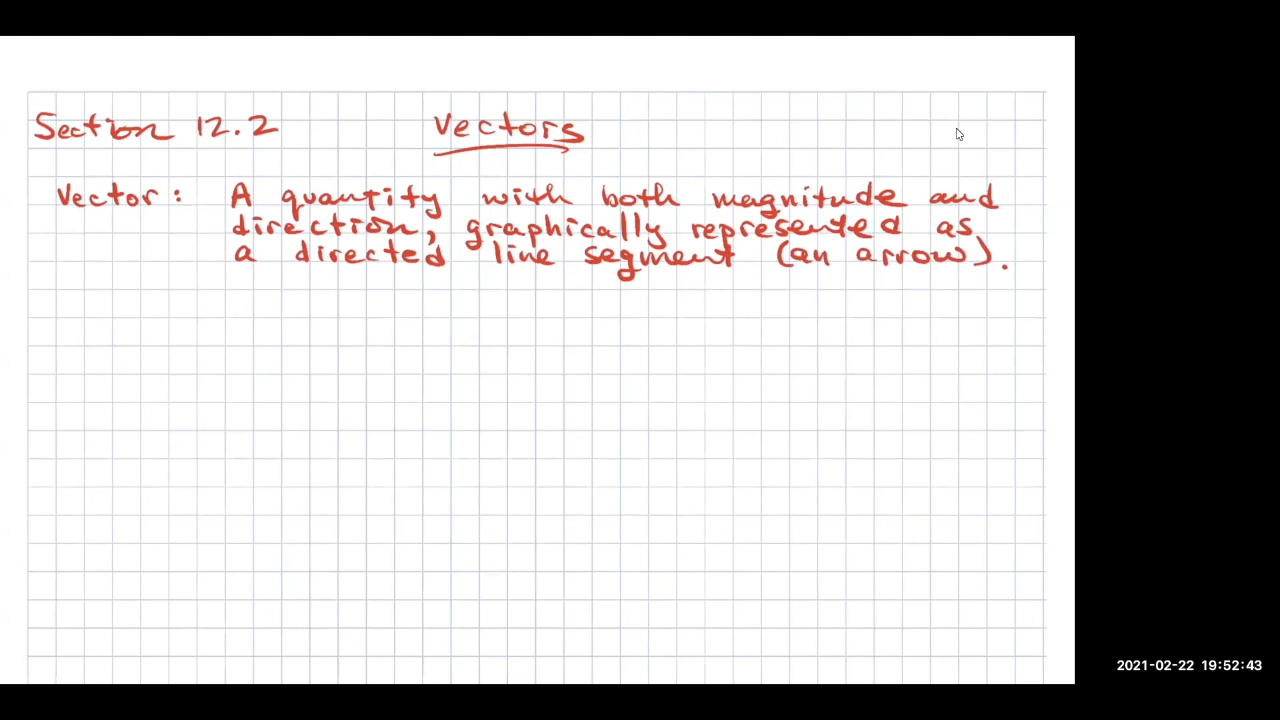 Section 12.2 Vectors
Vector: A quantity with both magnitude and
direction, graphically represented as
a directed line segment (an arrow).
2021-02-22 19:52:43